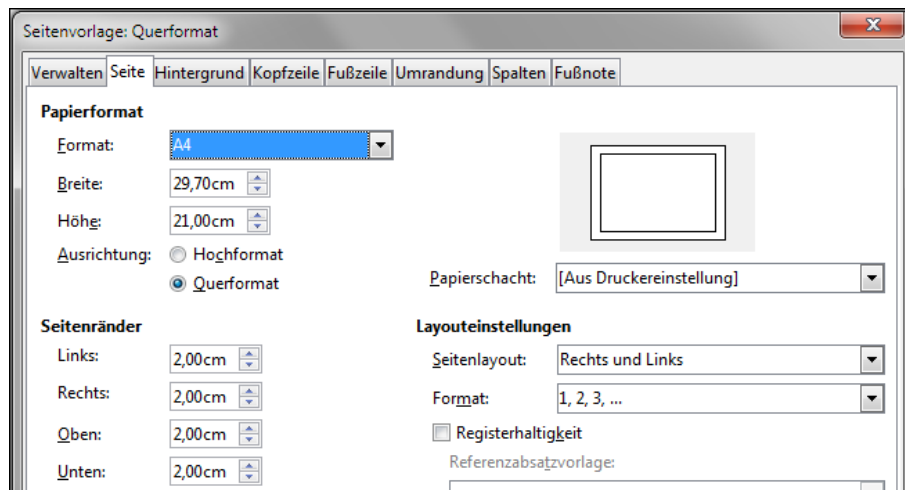 Seitenvorlage: Querformat
Verwalten Seite Hintergrund Kopfzeile Fußzeile Umrandung Spalten Fußnote
Papierformat
Format: A4
Breite: 29,70cm
Höhe: 21,00cm
Ausrichtung: Hochformat
Querformat
Papierschacht: [Aus Druckereinstellung]
Seitenränder
Links: 2,00cm
Rechts: 2,00cm
Oben: 2,00cm
Unten: 2,00cm
Layouteinstellungen
Seitenlayout: Rechts und Links
Format: 1, 2, 3, ...
Registerhaltigkeit
Referenzabsatzvorlage: